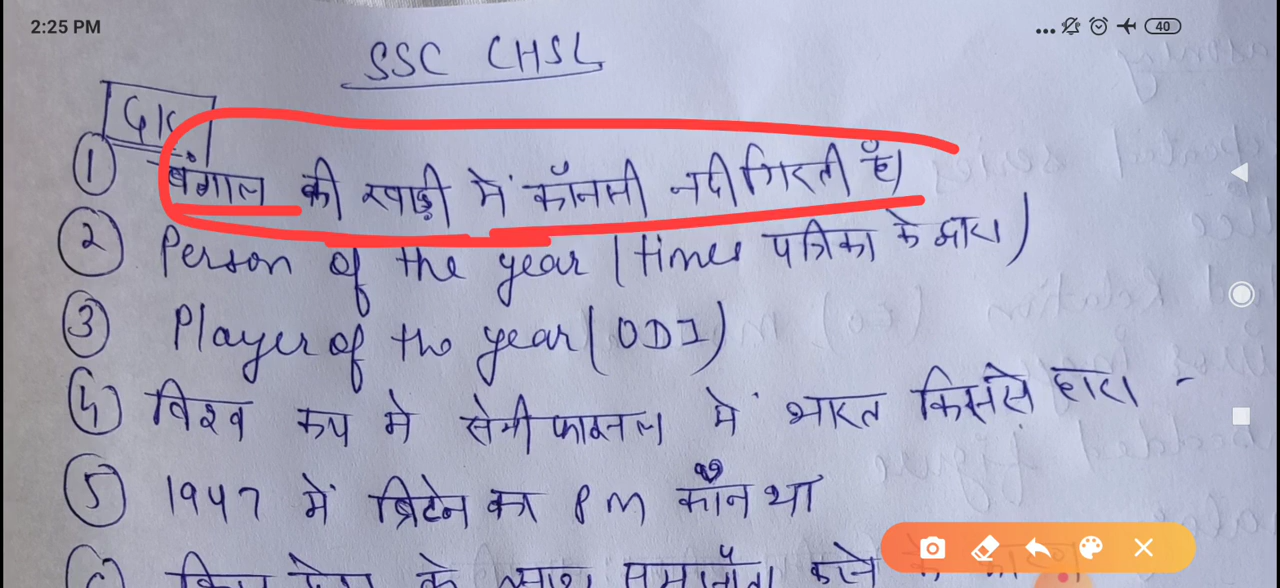 2:25 PM
40
SSC CHSL
GK
① बंगाल की खाड़ी में कौनसी नदी गिरती है।
② Person of the year (times पत्रिका के द्वारा)
③ Player of the year (ODI)
④ विश्व कप मे सेमीफाइनल में भारत किससे हारा -
⑤ 1947 में ब्रिटेन का PM कौन था